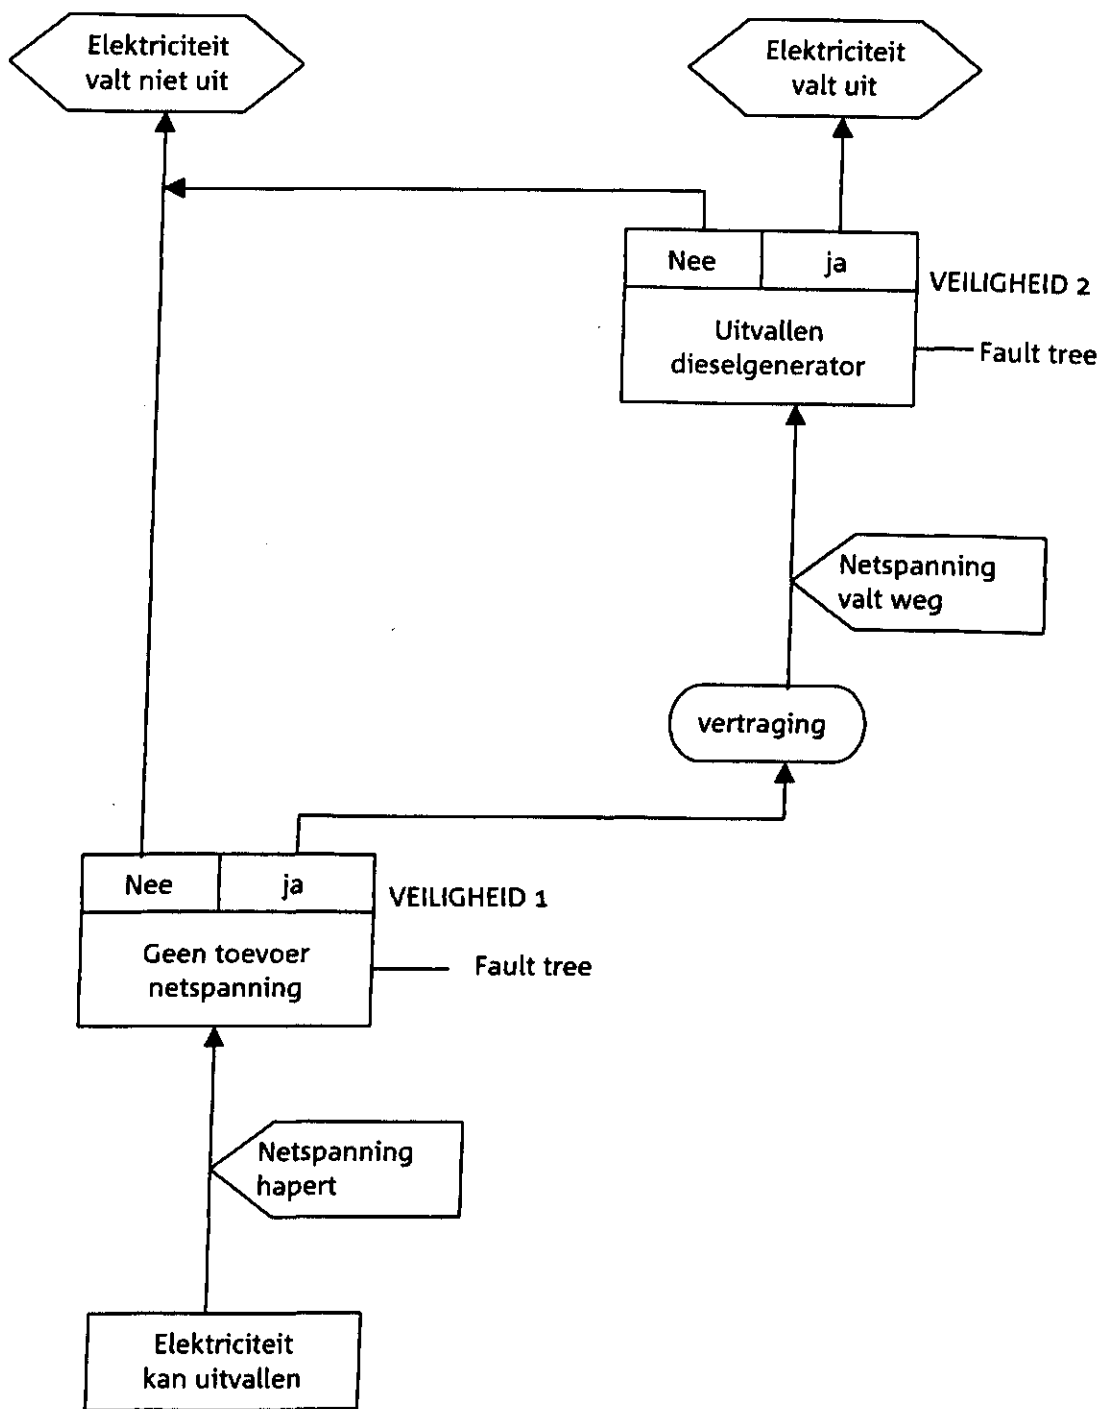 Elektriciteit
valt niet uit
Elektriciteit
valt uit
Nee
ja
VEILIGHEID 2
Uitvallen
dieselgenerator
Fault tree
Netspanning
valt weg
vertraging
Nee
ja
VEILIGHEID 1
Geen toevoer
netspanning
Fault tree
Netspanning
hapert
Elektriciteit
kan uitvallen